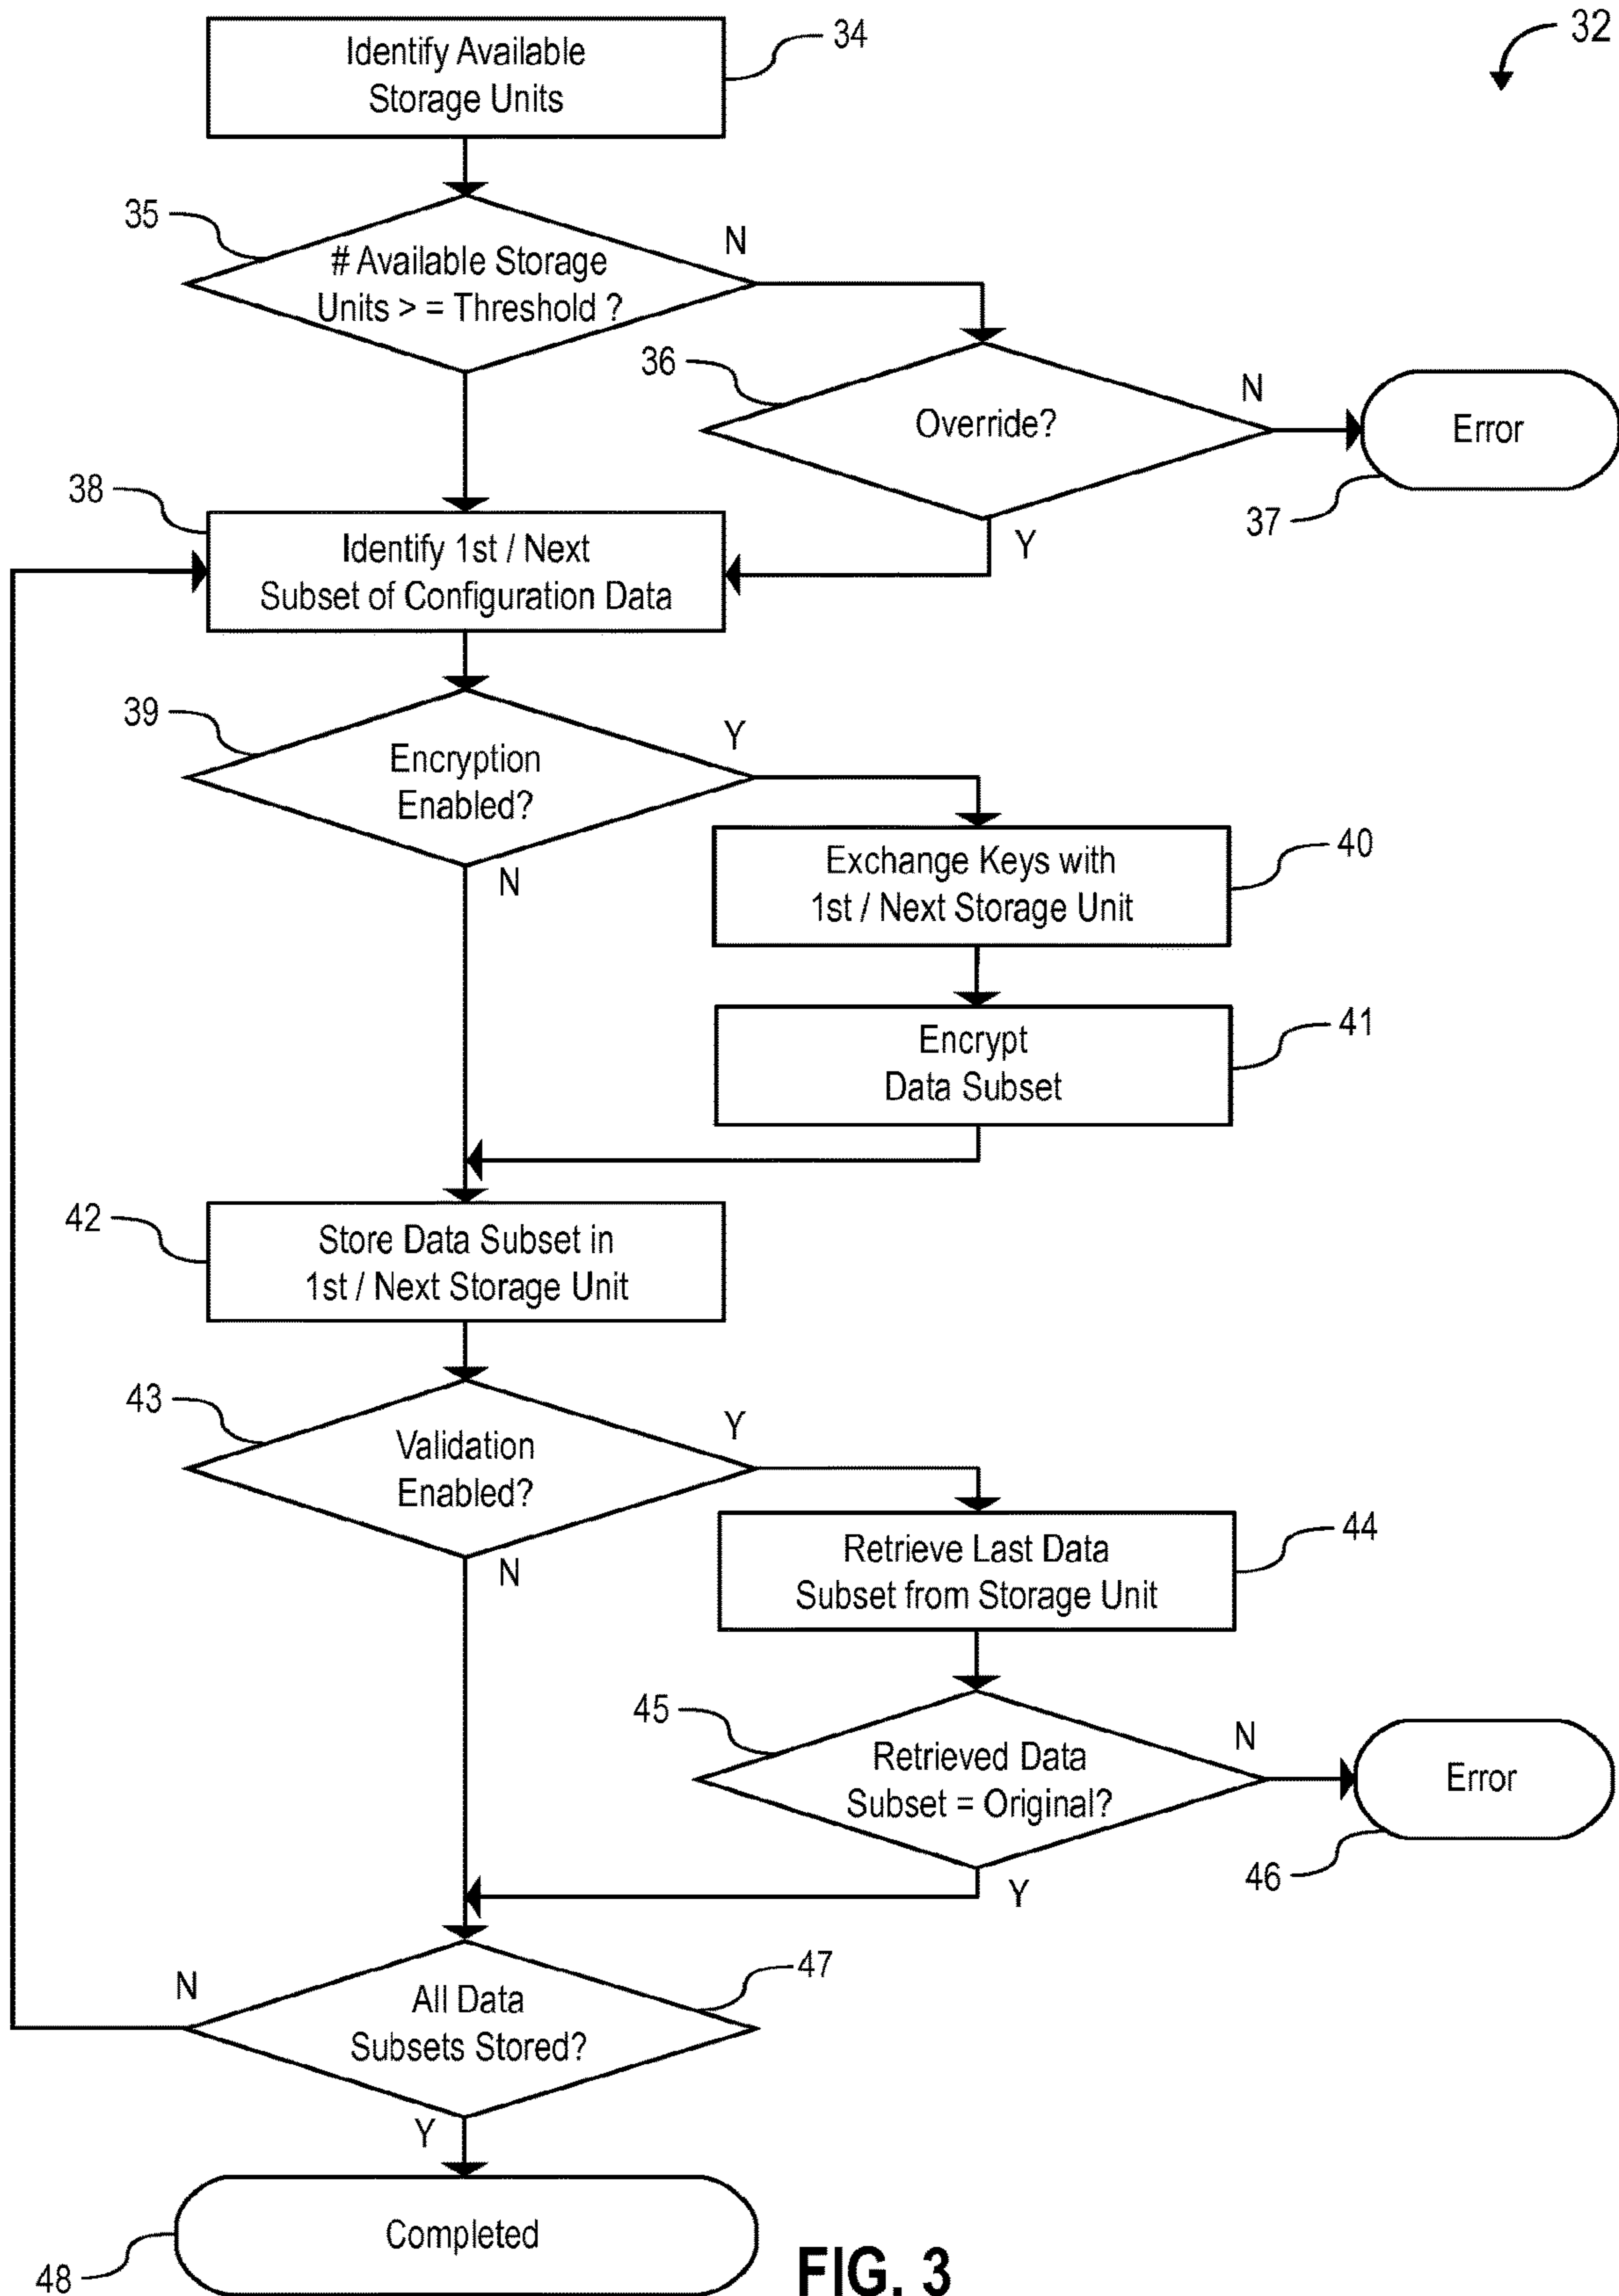 32
Identify Available
Storage Units
34
35
# Available Storage
Units > = Threshold ?
N
36
Override?
N
Error
37
Y
38
Identify 1st / Next
Subset of Configuration Data
39
Encryption
Enabled?
Y
N
Exchange Keys with
1st / Next Storage Unit
40
Encrypt
Data Subset
41
42
Store Data Subset in
1st / Next Storage Unit
43
Validation
Enabled?
Y
N
Retrieve Last Data
Subset from Storage Unit
44
45
Retrieved Data
Subset = Original?
N
Error
46
Y
47
All Data
Subsets Stored?
N
Y
Completed
48
FIG. 3